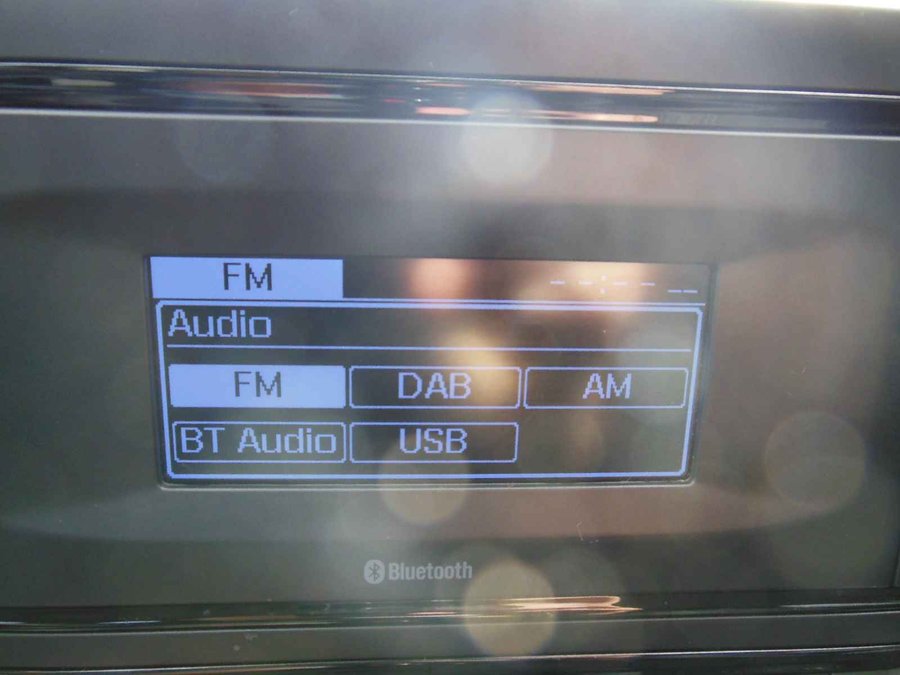 FM --:-- --
Audio
FM DAB AM
BT Audio USB
Bluetooth